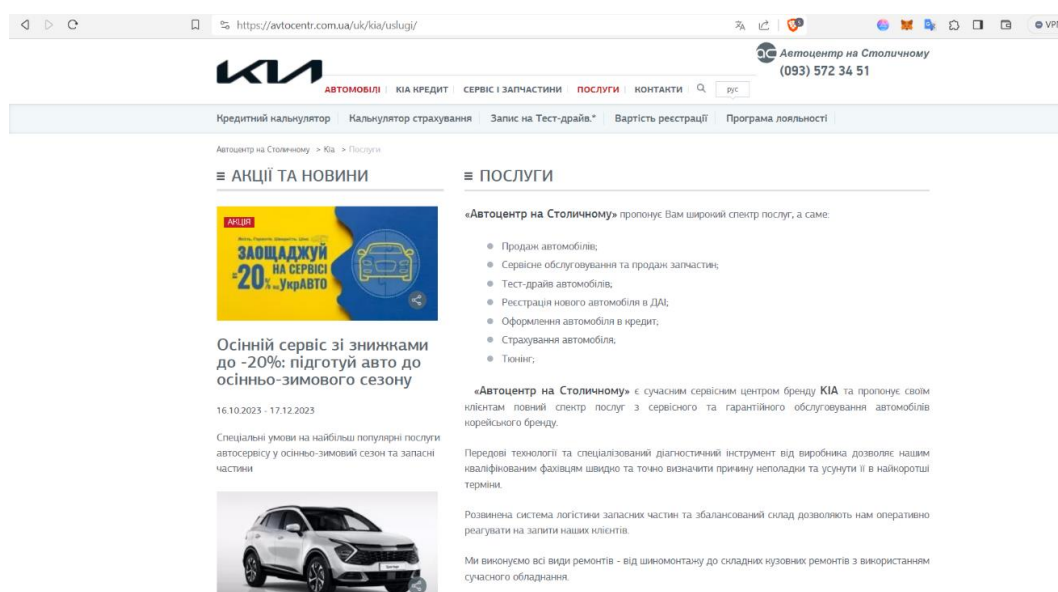 https://avtocentr.com.ua/uk/kia/uslugi/
VPN
Автоцентр на Столичному
(093) 572 34 51
KIA
АВТОМОБІЛІ КІА КРЕДИТ СЕРВІС І ЗАПЧАСТИНИ ПОСЛУГИ КОНТАКТИ рус
Кредитний калькулятор Калькулятор страхування Запис на Тест-драйв.* Вартість реєстрації Програма лояльності
Автоцентр на Столичному > Kia > Послуги
≡ АКЦІЇ ТА НОВИНИ
АКЦІЯ
ЗАОЩАДЖУЙ
НА СЕРВІСІ
-20% УкрАВТО
Осінній сервіс зі знижками
до -20%: підготуй авто до
осінньо-зимового сезону
16.10.2023 - 17.12.2023
Спеціальні умови на найбільш популярні послуги
автосервісу у осінньо-зимовий сезон та запасні
частини
≡ ПОСЛУГИ
«Автоцентр на Столичному» пропонує Вам широкий спектр послуг, а саме:
Продаж автомобілів;
Сервісне обслуговування та продаж запчастин;
Тест-драйв автомобілів;
Реєстрація нового автомобіля в ДАІ;
Оформлення автомобіля в кредит;
Страхування автомобіля;
Тюнінг;
«Автоцентр на Столичному» є сучасним сервісним центром бренду КІА та пропонує своїм
клієнтам повний спектр послуг з сервісного та гарантійного обслуговування автомобілів
корейського бренду.
Передові технології та спеціалізований діагностичний інструмент від виробника дозволяє нашим
кваліфікованим фахівцям швидко та точно визначити причину неполадки та усунути її в найкоротші
терміни.
Розвинена система логістики запасних частин та збалансований склад дозволяють нам оперативно
реагувати на запити наших клієнтів.
Ми виконуємо всі види ремонтів - від шиномонтажу до складних кузовних ремонтів з використанням
сучасного обладнання.